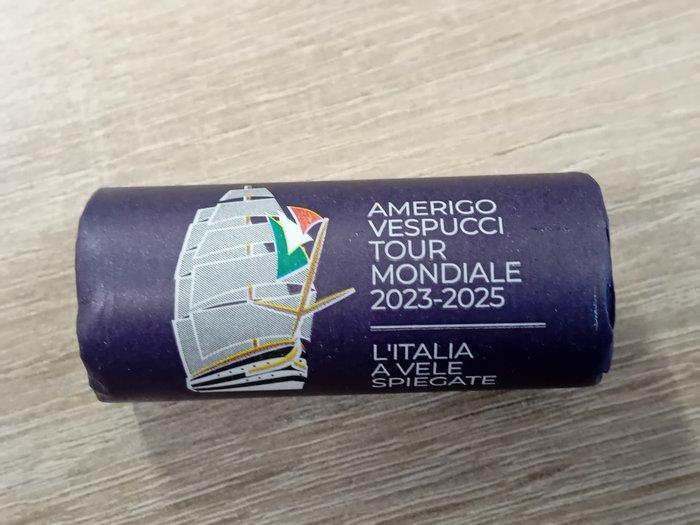 AMERIGO
VESPUCCI
TOUR
MONDIALE
2023-2025
L'ITALIA
A VELE
SPIEGATE